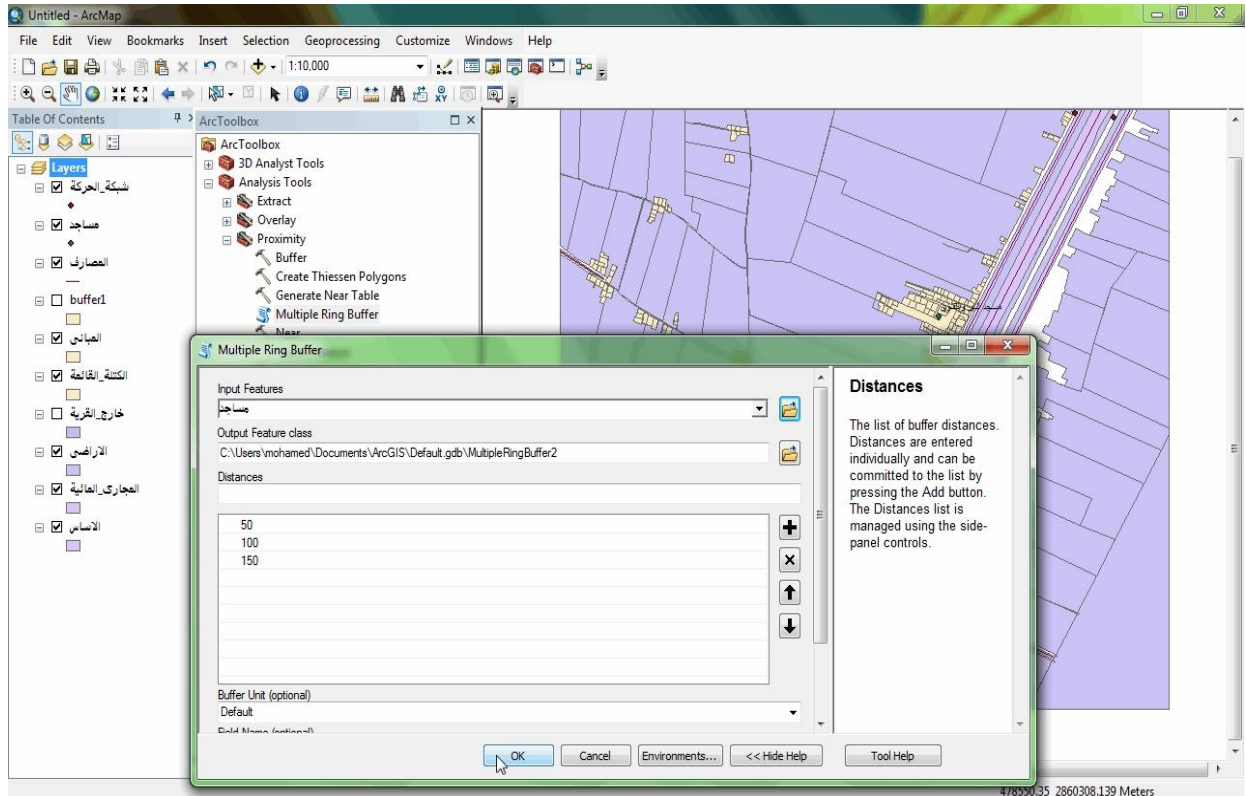 Untitled - ArcMap
File Edit View Bookmarks Insert Selection Geoprocessing Customize Windows Help
1:10,000
Table Of Contents
Layers
شبكة_الحركة
مساجد
المصارف
buffer1
المبانى
الكتلة_القائمة
خارج_القرية
الاراضى
المجارى_المائية
الاساس
ArcToolbox
ArcToolbox
3D Analyst Tools
Analysis Tools
Extract
Overlay
Proximity
Buffer
Create Thiessen Polygons
Generate Near Table
Multiple Ring Buffer
Near
Multiple Ring Buffer
Input Features
مساجد
Output Feature class
C:\Users\mohamed\Documents\ArcGIS\Default.gdb\MultipleRingBuffer2
Distances
50
100
150
Buffer Unit (optional)
Default
Field Name (optional)
OK Cancel Environments... << Hide Help Tool Help
Distances
The list of buffer distances.
Distances are entered
individually and can be
committed to the list by
pressing the Add button.
The Distances list is
managed using the side-
panel controls.
478550.35 2860308.139 Meters